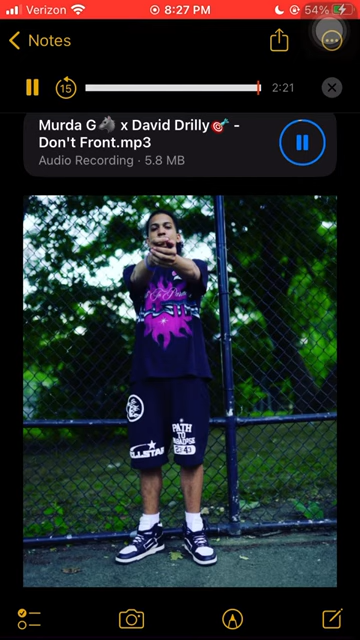 Verizon 8:27 PM 54%
Notes
15 2:21
Murda G🐴 x David Drilly🎯 -
Don't Front.mp3
Audio Recording · 5.8 MB
PATH
TO
PARADISE